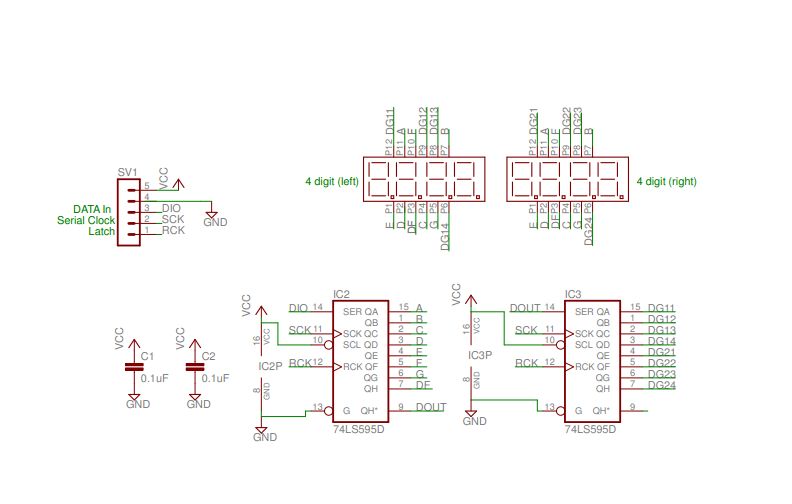 DG11 A F DG12 DG13 B
P12 P11 P10 P9 P8 P7
4 digit (left)
P1 P2 P3 P4 P5 P6
E D DP C G DG14
DG21 A F DG22 DG23 B
P12 P11 P10 P9 P8 P7
4 digit (right)
P1 P2 P3 P4 P5 P6
E D DP C G DG24
SV1
VCC
5
4
GND
DATA In 3 DIO
Serial Clock 2 SCK
Latch 1 RCK
VCC
C1
0.1uF
GND
VCC
C2
0.1uF
GND
VCC
16 VCC
IC2P
8 GND
GND
IC2
DIO 14 SER QA 15 A
QB 1 B
SCK 11 SCK QC 2 C
10 SCL QD 3 D
QE 4 E
RCK 12 RCK QF 5 F
QG 6 G
QH 7 DP
13 G QH* 9 DOUT
74LS595D
VCC
16 VCC
IC3P
8 GND
GND
IC3
DOUT 14 SER QA 15 DG11
QB 1 DG12
SCK 11 SCK QC 2 DG13
10 SCL QD 3 DG14
QE 4 DG21
RCK 12 RCK QF 5 DG22
QG 6 DG23
QH 7 DG24
13 G QH* 9
74LS595D